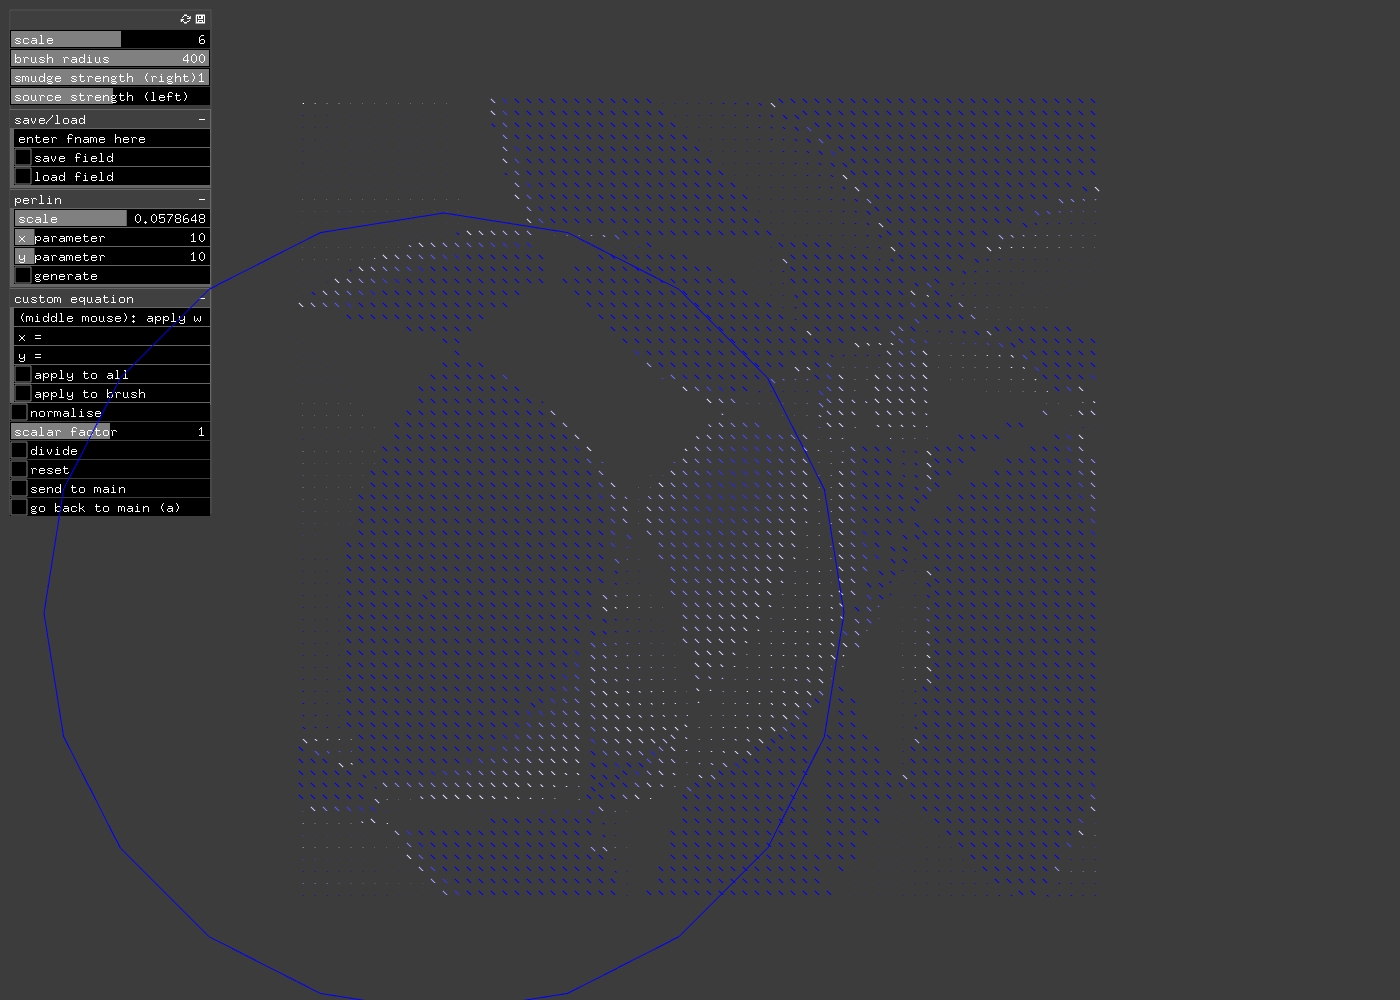 scale 6
brush radius 400
smudge strength (right)1
source strength (left)
save/load -
enter fname here
save field
load field
perlin -
scale 0.0578648
x parameter 10
y parameter 10
generate
custom equation -
(middle mouse): apply w
x =
y =
apply to all
apply to brush
normalise
scalar factor 1
divide
reset
send to main
go back to main (a)